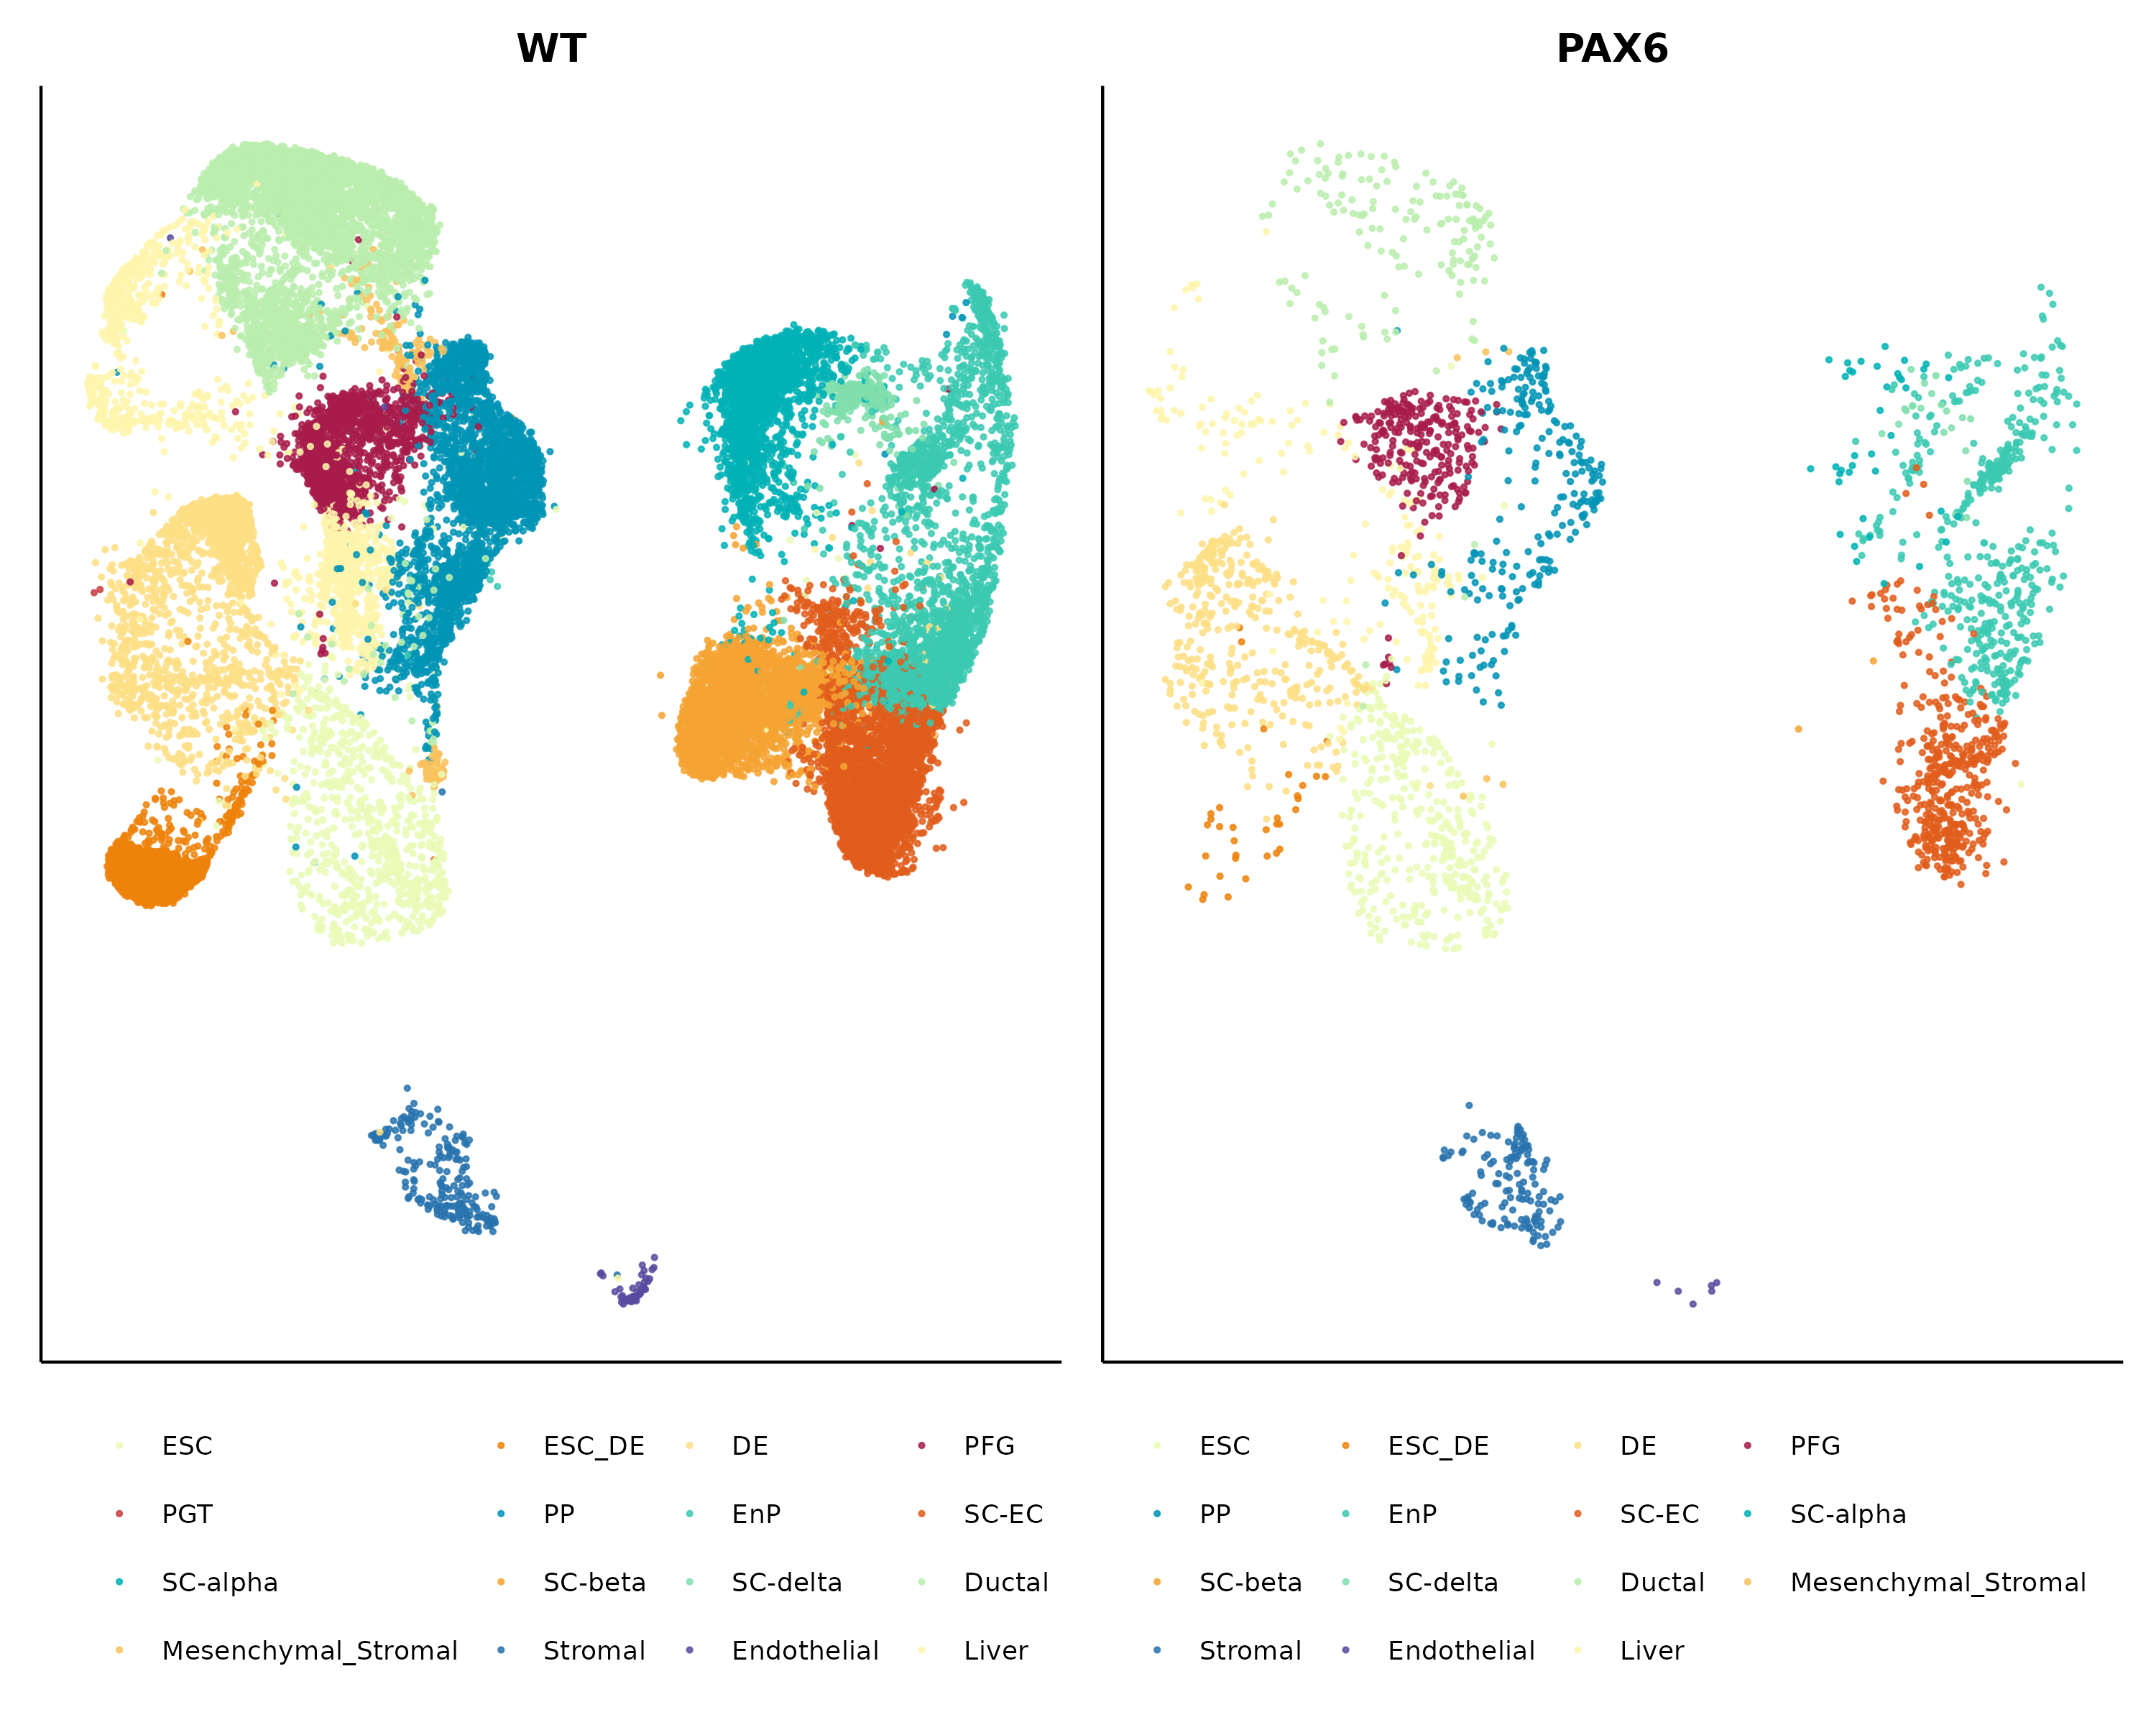 WT
PAX6
ESC ESC_DE DE PFG ESC ESC_DE DE PFG
PGT PP EnP SC-EC PP EnP SC-EC SC-alpha
SC-alpha SC-beta SC-delta Ductal SC-beta SC-delta Ductal Mesenchymal_Stromal
Mesenchymal_Stromal Stromal Endothelial Liver Stromal Endothelial Liver